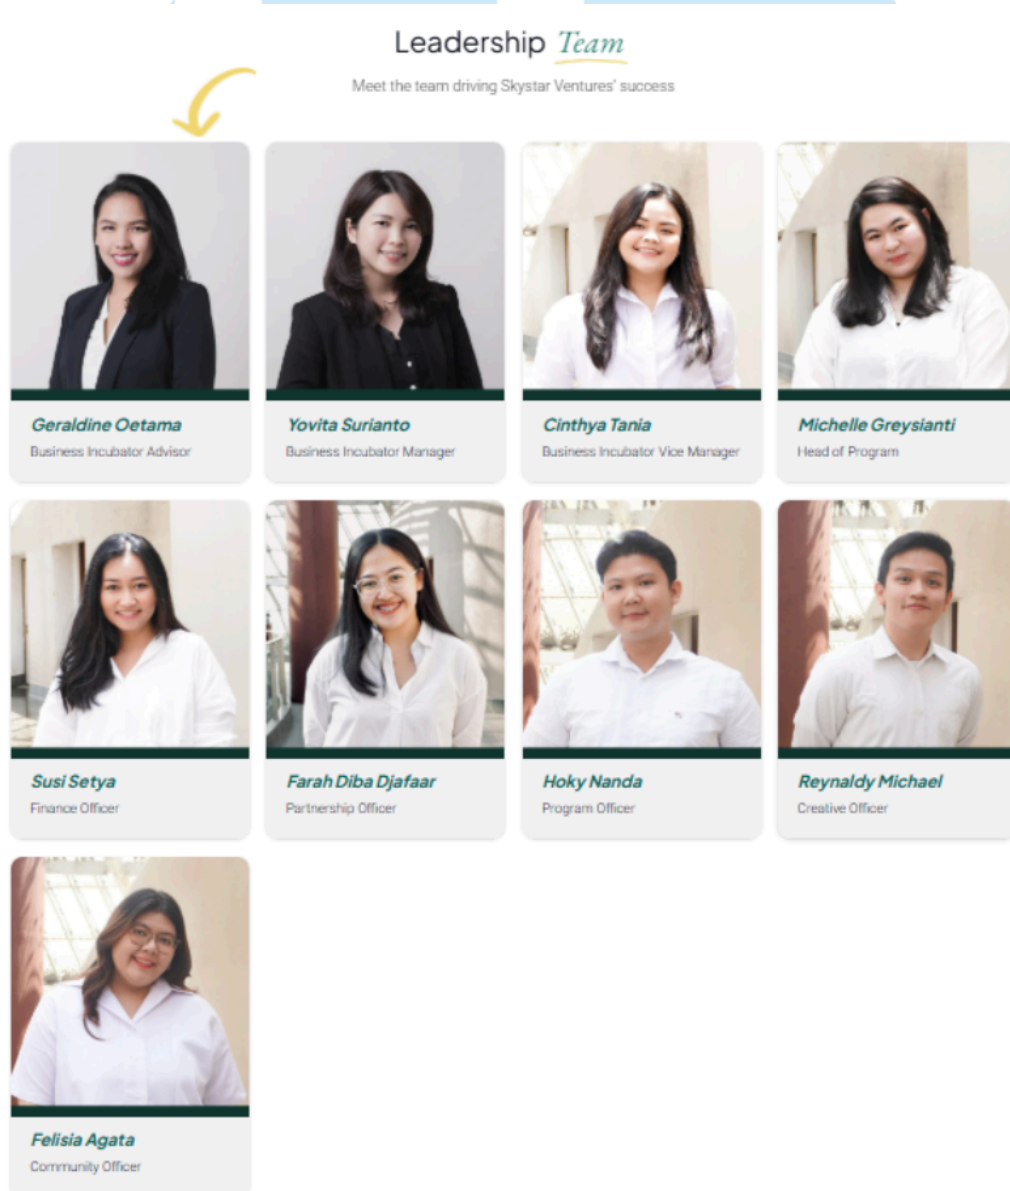 Leadership Team
Meet the team driving Skystar Ventures' success
Geraldine Oetama
Business Incubator Advisor
Yovita Surianto
Business Incubator Manager
Cinthya Tania
Business Incubator Vice Manager
Michelle Greysianti
Head of Program
Susi Setya
Finance Officer
Farah Diba Djafaar
Partnership Officer
Hoky Nanda
Program Officer
Reynaldy Michael
Creative Officer
Felisia Agata
Community Officer